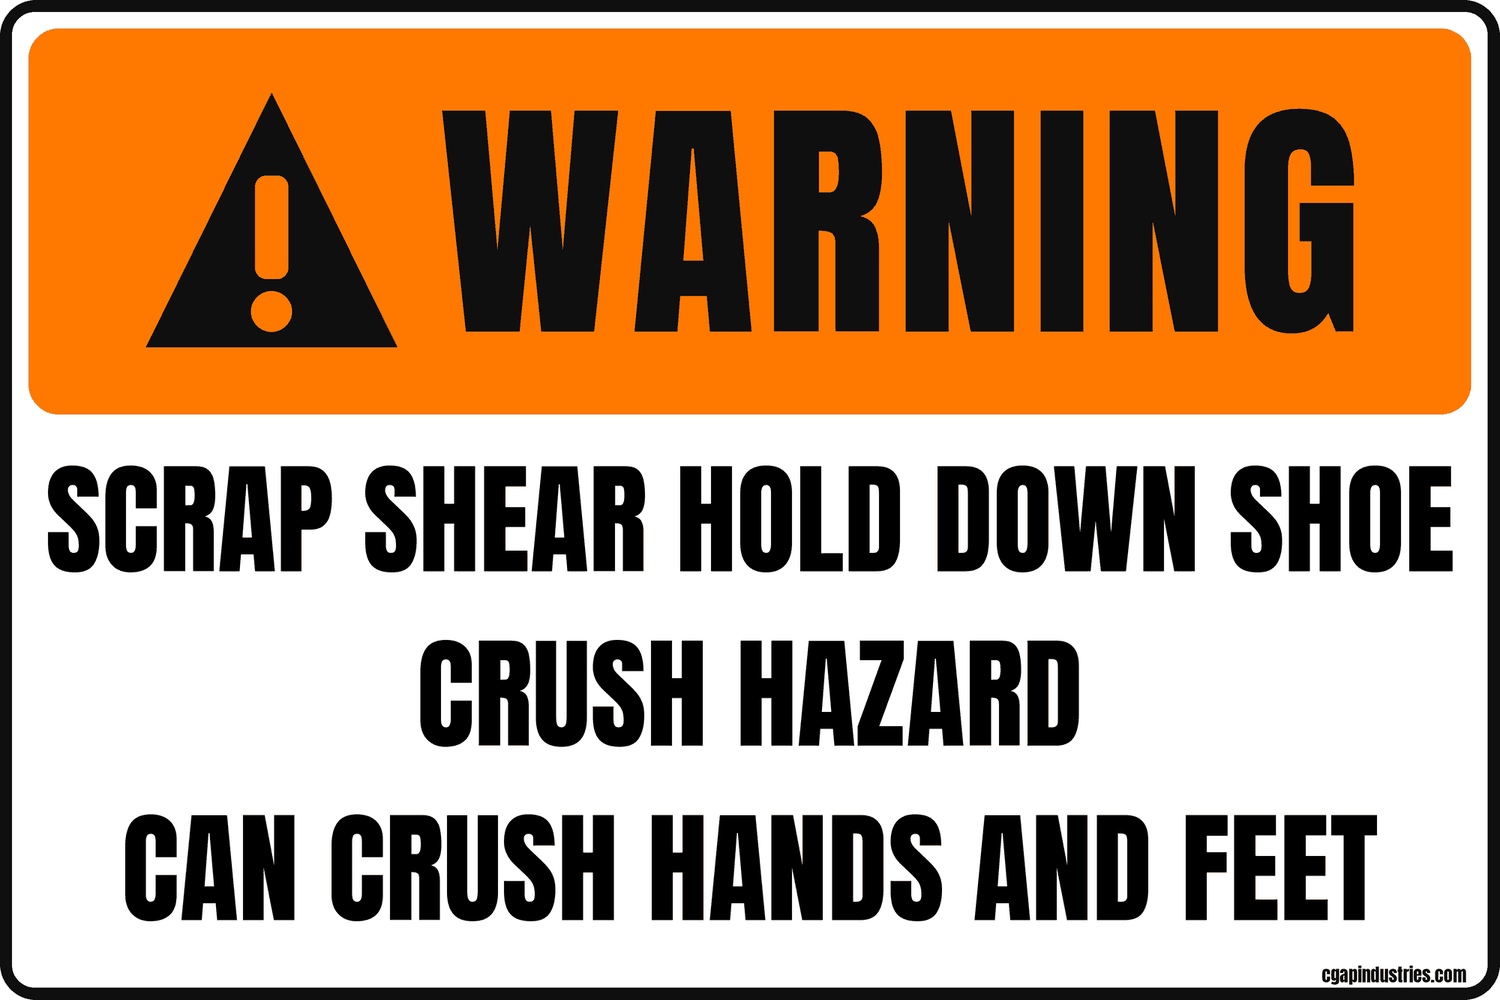 WARNING
SCRAP SHEAR HOLD DOWN SHOE
CRUSH HAZARD
CAN CRUSH HANDS AND FEET
cgapindustries.com